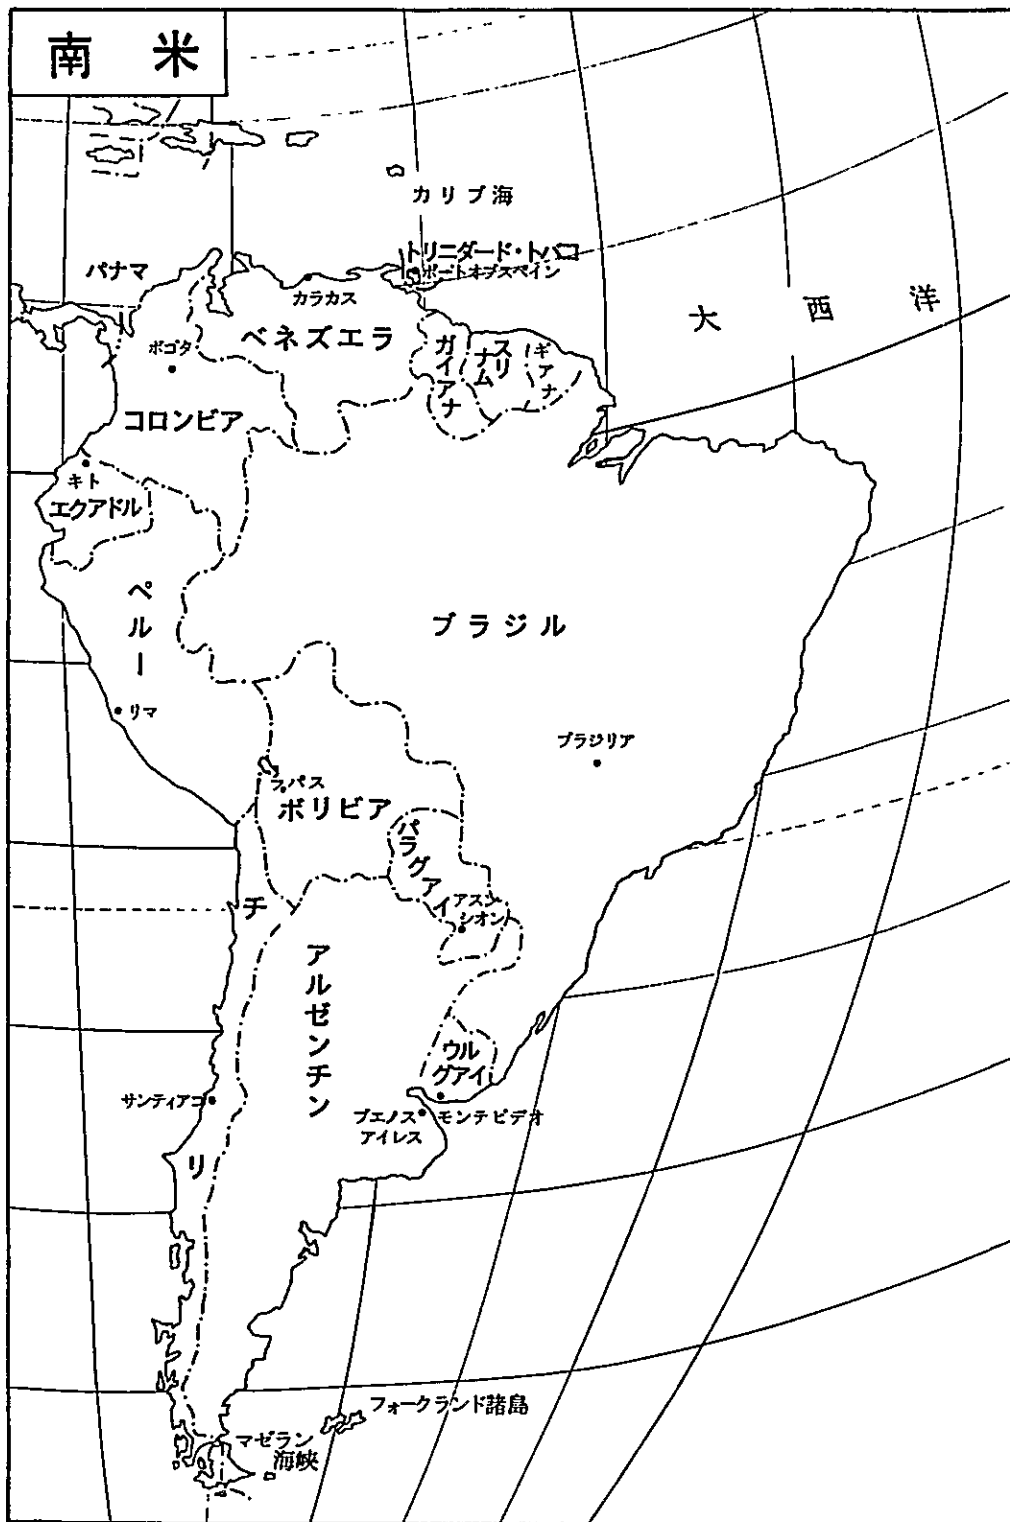 南米
カリブ海
トリニダード・トバコ
ポートオブスペイン
パナマ
カラカス
ベネズエラ
大西洋
ボゴタ
ガイアナ
スリナム
ギアナ
コロンビア
キト
エクアドル
ペルー
ブラジル
リマ
ブラジリア
ラパス
ボリビア
パラグアイ
アスンシオン
チリ
アルゼンチン
ウル
グアイ
サンティアゴ
ブエノス
アイレス
モンテビデオ
フォークランド諸島
マゼラン
海峡